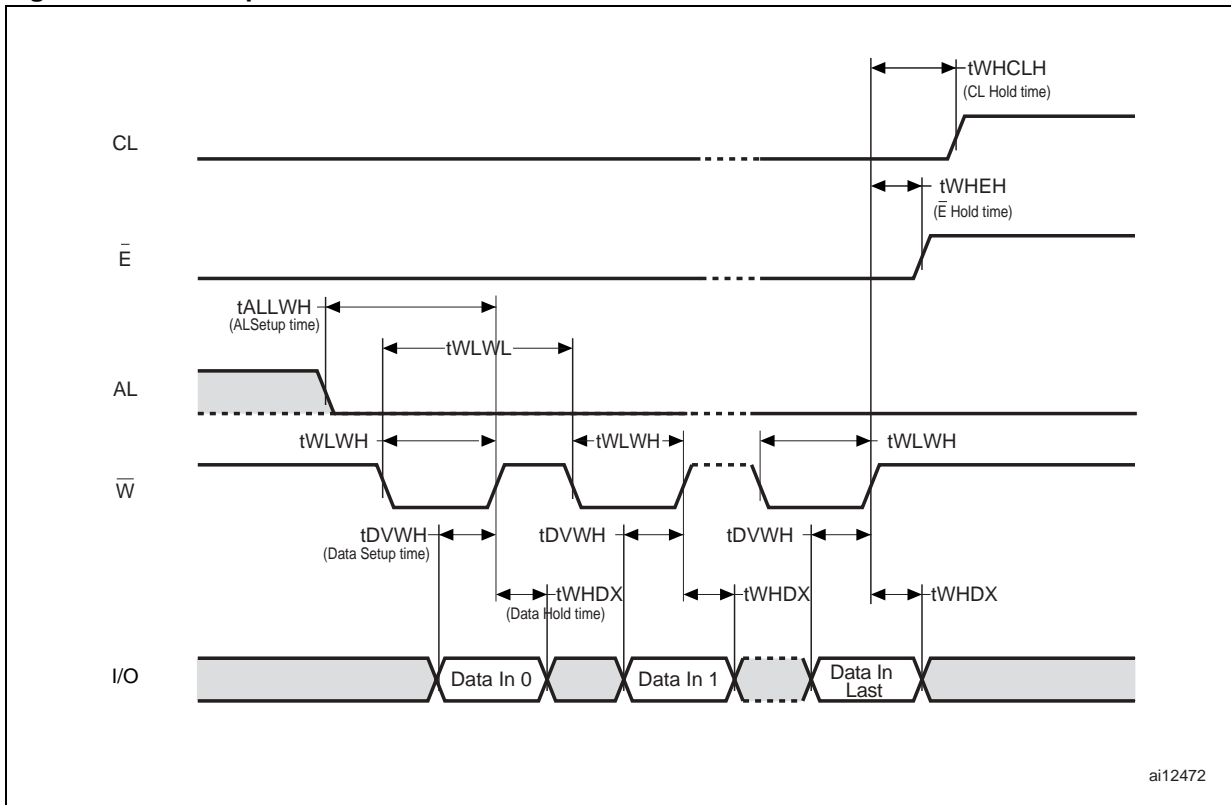 tWHCLH
(CL Hold time)
CL
tWHEH
(E̅ Hold time)
E̅
tALLWH
(ALSetup time)
tWLWL
AL
tWLWH
tWLWH
tWLWH
W̅
tDVWH
(Data Setup time)
tDVWH
tDVWH
tWHDX
(Data Hold time)
tWHDX
tWHDX
I/O
Data In 0
Data In 1
Data In
Last
ai12472